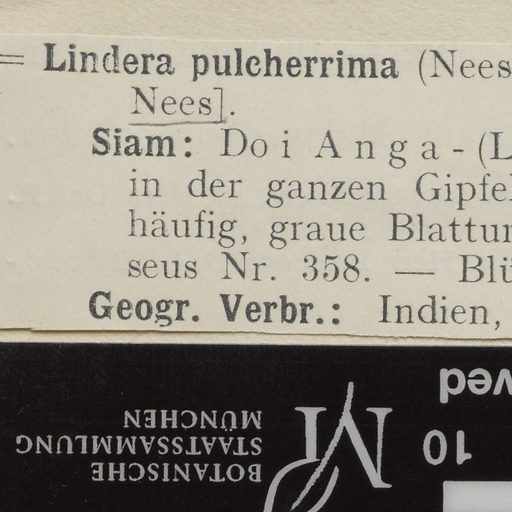 = Lindera pulcherrima (Nees
Nees].
Siam: Doi Anga-(L
in der ganzen Gipfel
häufig, graue Blattun
seus Nr. 358. — Blü
Geogr. Verbr.: Indien,
BOTANISCHE
STAATSSAMMLUNG
MÜNCHEN
M
10
ved